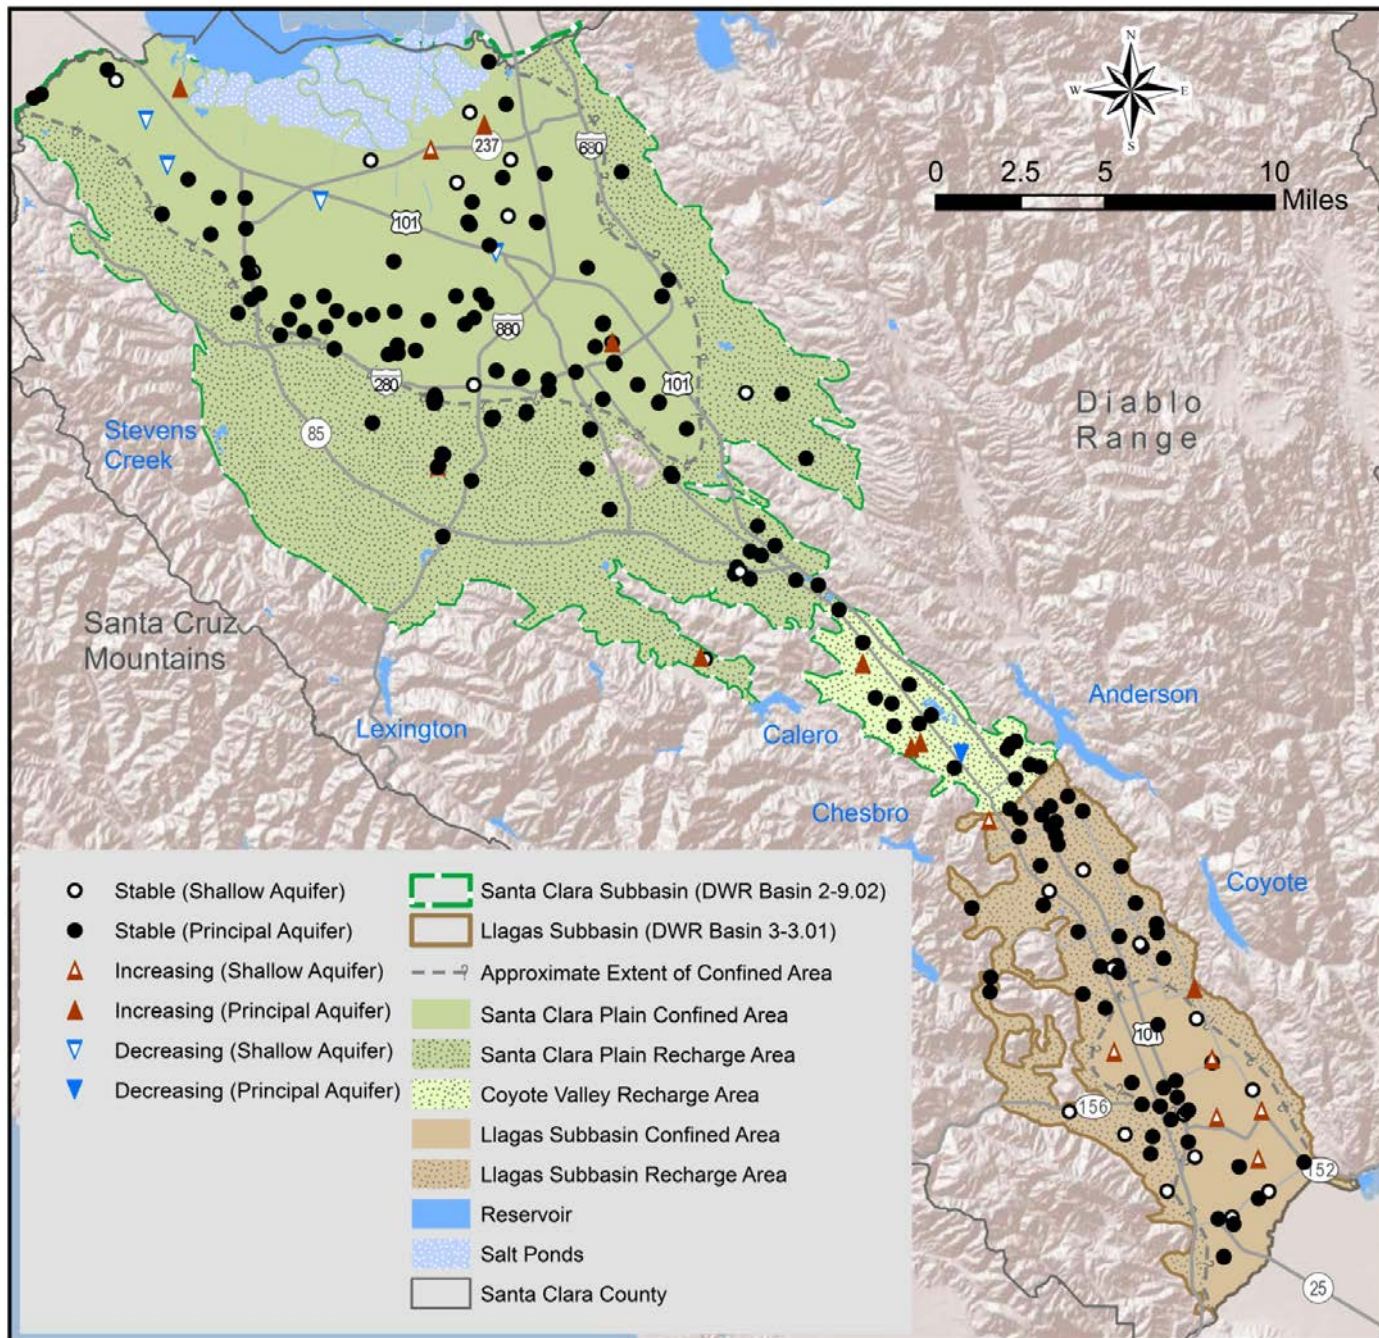 N
W
E
S
237
680
0
2.5
5
10
Miles
101
880
280
101
Diablo
Range
85
Stevens
Creek
Santa Cruz
Mountains
Lexington
Calero
Anderson
Chesbro
Coyote
101
156
152
25
Stable (Shallow Aquifer)
Stable (Principal Aquifer)
Increasing (Shallow Aquifer)
Increasing (Principal Aquifer)
Decreasing (Shallow Aquifer)
Decreasing (Principal Aquifer)
Santa Clara Subbasin (DWR Basin 2-9.02)
Llagas Subbasin (DWR Basin 3-3.01)
Approximate Extent of Confined Area
Santa Clara Plain Confined Area
Santa Clara Plain Recharge Area
Coyote Valley Recharge Area
Llagas Subbasin Confined Area
Llagas Subbasin Recharge Area
Reservoir
Salt Ponds
Santa Clara County